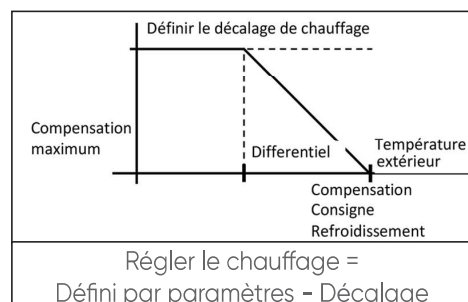 Définir le décalage de chauffage
Compensation
maximum
Differentiel
Température
extérieur
Compensation
Consigne
Refroidissement
Régler le chauffage =
Défini par paramètres - Décalage